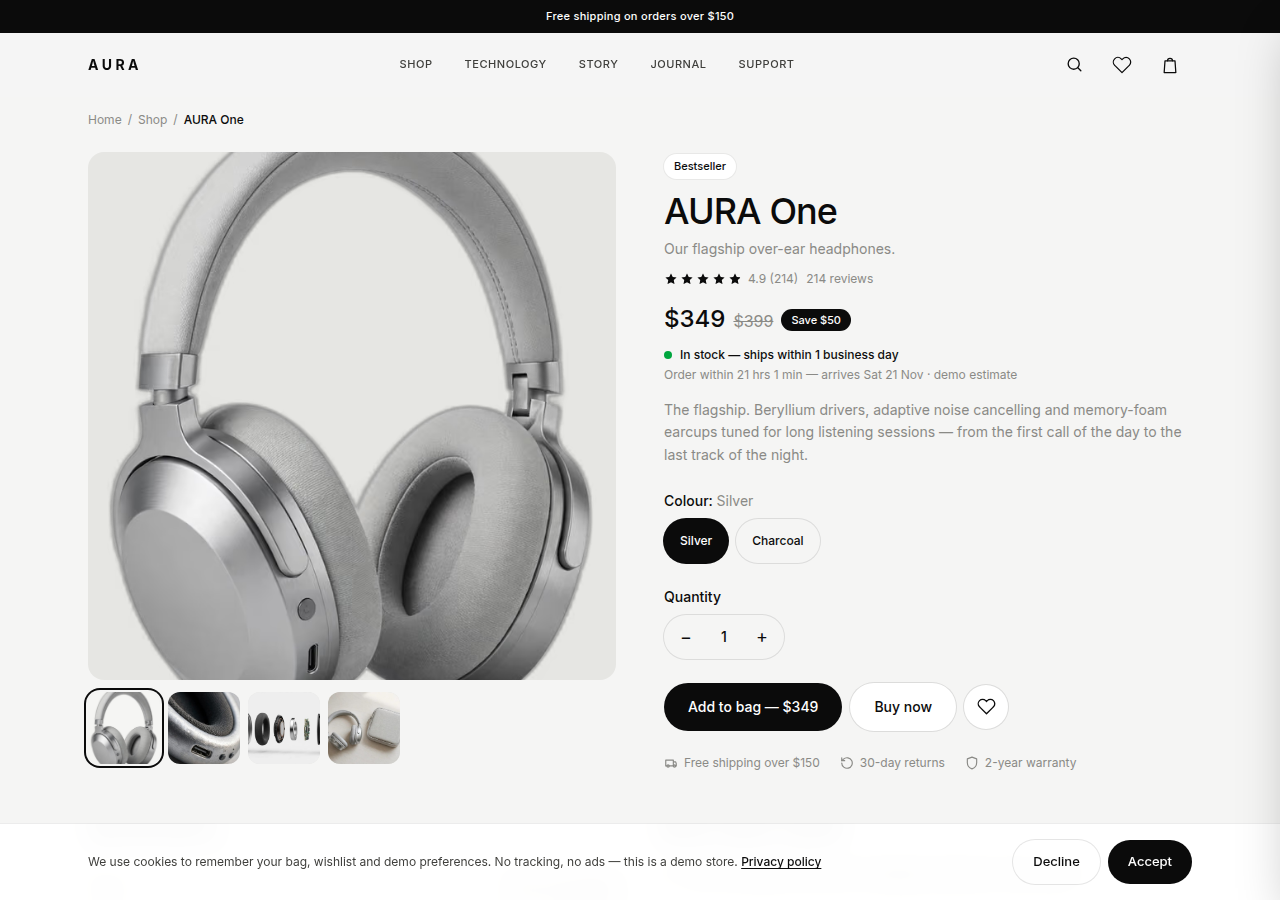 Free shipping on orders over $150
AURA
SHOP TECHNOLOGY STORY JOURNAL SUPPORT
Home / Shop / AURA One
Bestseller
AURA One
Our flagship over-ear headphones.
4.9 (214) 214 reviews
$349 $399 Save $50
In stock — ships within 1 business day
Order within 21 hrs 1 min — arrives Sat 21 Nov · demo estimate
The flagship. Beryllium drivers, adaptive noise cancelling and memory-foam
earcups tuned for long listening sessions — from the first call of the day to the
last track of the night.
Colour: Silver
Silver Charcoal
Quantity
− 1 +
Add to bag — $349 Buy now
Free shipping over $150 30-day returns 2-year warranty
We use cookies to remember your bag, wishlist and demo preferences. No tracking, no ads — this is a demo store. Privacy policy
Decline Accept